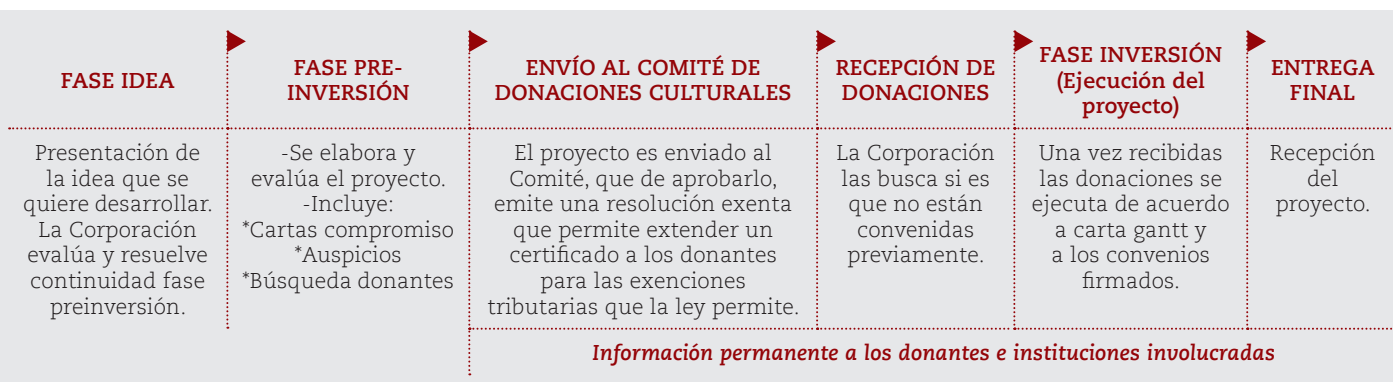 FASE IDEA
Presentación de
la idea que se
quiere desarrollar.
La Corporación
evalúa y resuelve
continuidad fase
preinversión.
FASE PRE-
INVERSIÓN
-Se elabora y
evalúa el proyecto.
-Incluye:
*Cartas compromiso
*Auspicios
*Búsqueda donantes
ENVÍO AL COMITÉ DE
DONACIONES CULTURALES
El proyecto es enviado al
Comité, que de aprobarlo,
emite una resolución exenta
que permite extender un
certificado a los donantes
para las exenciones
tributarias que la ley permite.
RECEPCIÓN DE
DONACIONES
La Corporación
las busca si es
que no están
convenidas
previamente.
FASE INVERSIÓN
(Ejecución del
proyecto)
Una vez recibidas
las donaciones se
ejecuta de acuerdo
a carta gantt y
a los convenios
firmados.
ENTREGA
FINAL
Recepción
del
proyecto.
Información permanente a los donantes e instituciones involucradas